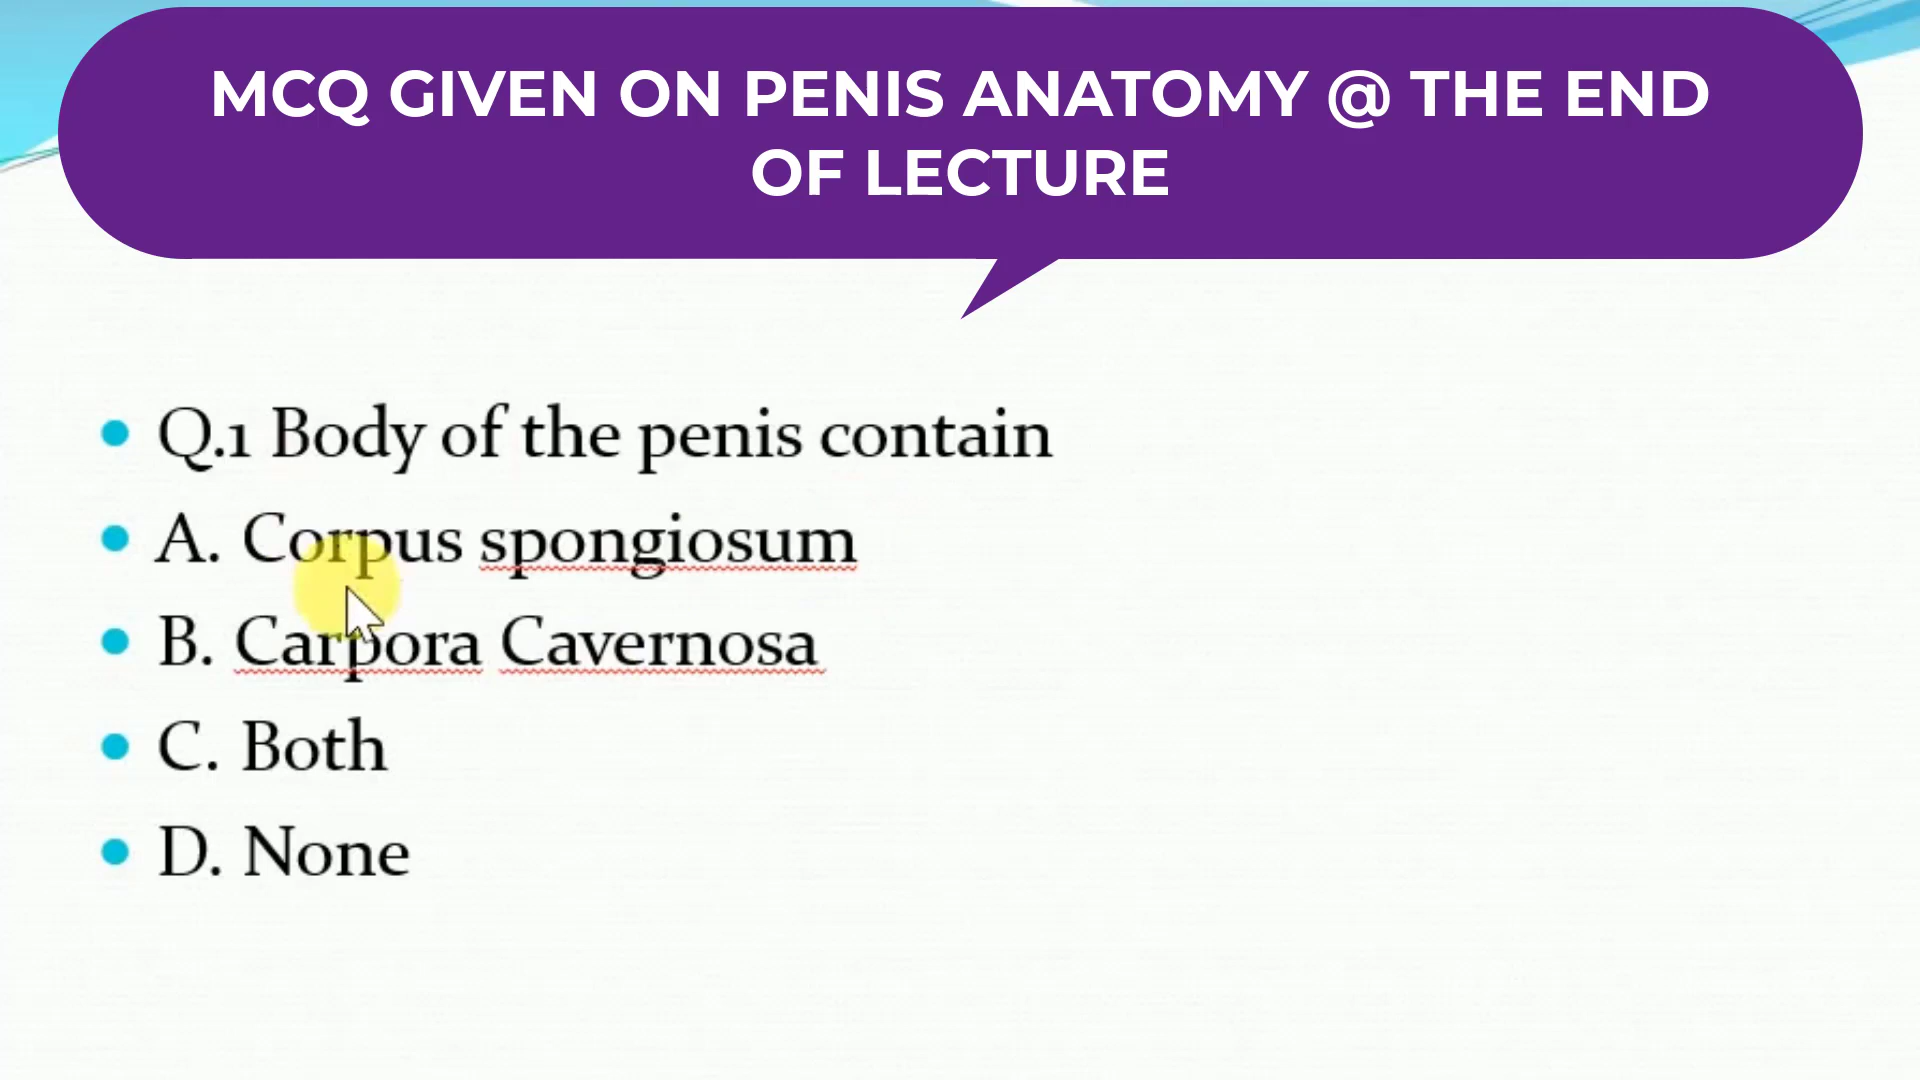 MCQ GIVEN ON PENIS ANATOMY @ THE END
OF LECTURE
Q.1 Body of the penis contain
A. Corpus spongiosum
B. Carpora Cavernosa
C. Both
D. None